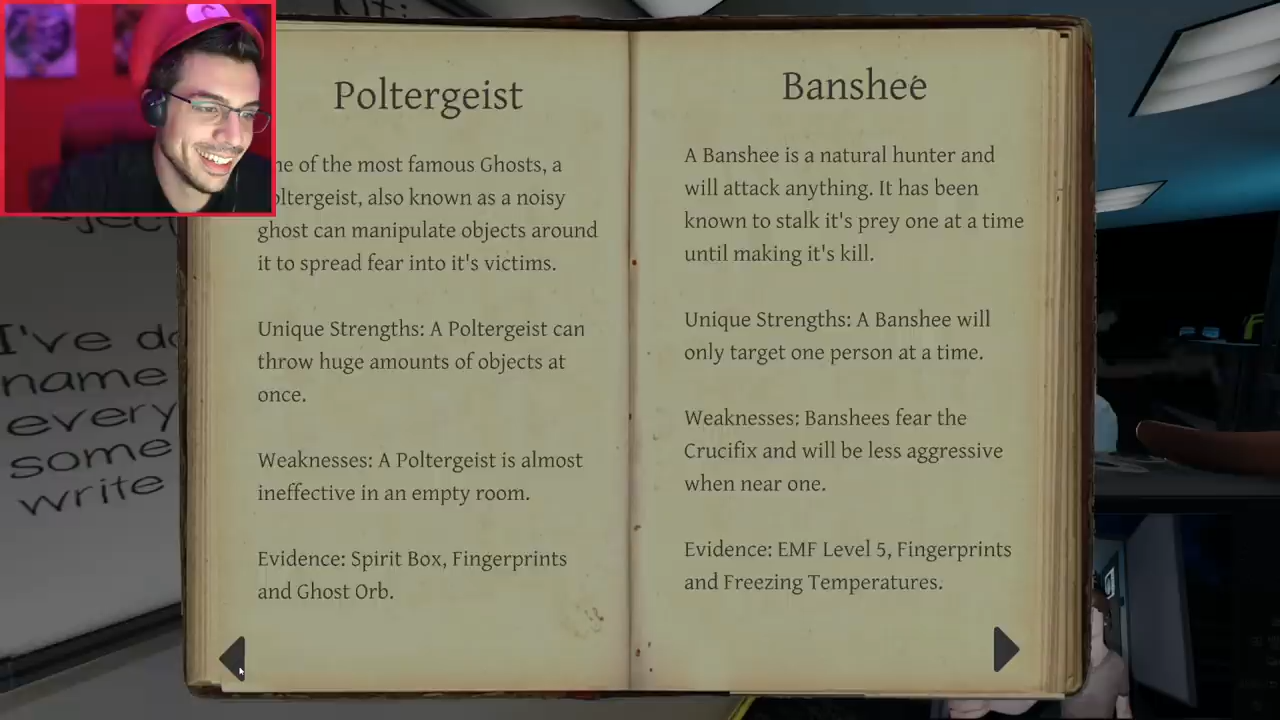 Poltergeist
ne of the most famous Ghosts, a
oltergeist, also known as a noisy
ghost can manipulate objects around
it to spread fear into it's victims.
Unique Strengths: A Poltergeist can
throw huge amounts of objects at
once.
Weaknesses: A Poltergeist is almost
ineffective in an empty room.
Evidence: Spirit Box, Fingerprints
and Ghost Orb.
Banshee
A Banshee is a natural hunter and
will attack anything. It has been
known to stalk it's prey one at a time
until making it's kill.
Unique Strengths: A Banshee will
only target one person at a time.
Weaknesses: Banshees fear the
Crucifix and will be less aggressive
when near one.
Evidence: EMF Level 5, Fingerprints
and Freezing Temperatures.
I've do
name
every
some
write